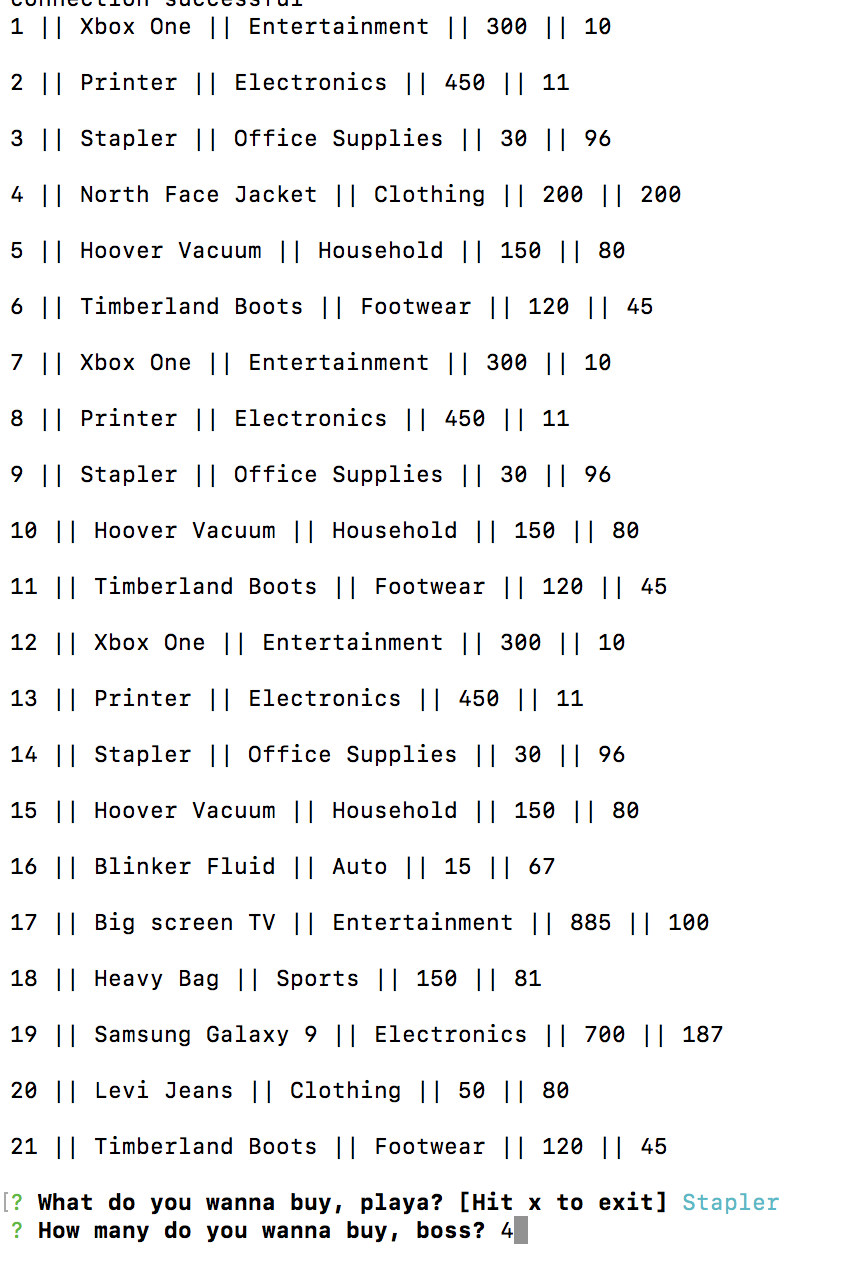 connection successful
1 || Xbox One || Entertainment || 300 || 10
2 || Printer || Electronics || 450 || 11
3 || Stapler || Office Supplies || 30 || 96
4 || North Face Jacket || Clothing || 200 || 200
5 || Hoover Vacuum || Household || 150 || 80
6 || Timberland Boots || Footwear || 120 || 45
7 || Xbox One || Entertainment || 300 || 10
8 || Printer || Electronics || 450 || 11
9 || Stapler || Office Supplies || 30 || 96
10 || Hoover Vacuum || Household || 150 || 80
11 || Timberland Boots || Footwear || 120 || 45
12 || Xbox One || Entertainment || 300 || 10
13 || Printer || Electronics || 450 || 11
14 || Stapler || Office Supplies || 30 || 96
15 || Hoover Vacuum || Household || 150 || 80
16 || Blinker Fluid || Auto || 15 || 67
17 || Big screen TV || Entertainment || 885 || 100
18 || Heavy Bag || Sports || 150 || 81
19 || Samsung Galaxy 9 || Electronics || 700 || 187
20 || Levi Jeans || Clothing || 50 || 80
21 || Timberland Boots || Footwear || 120 || 45
[? What do you wanna buy, playa? [Hit x to exit] Stapler
? How many do you wanna buy, boss? 4